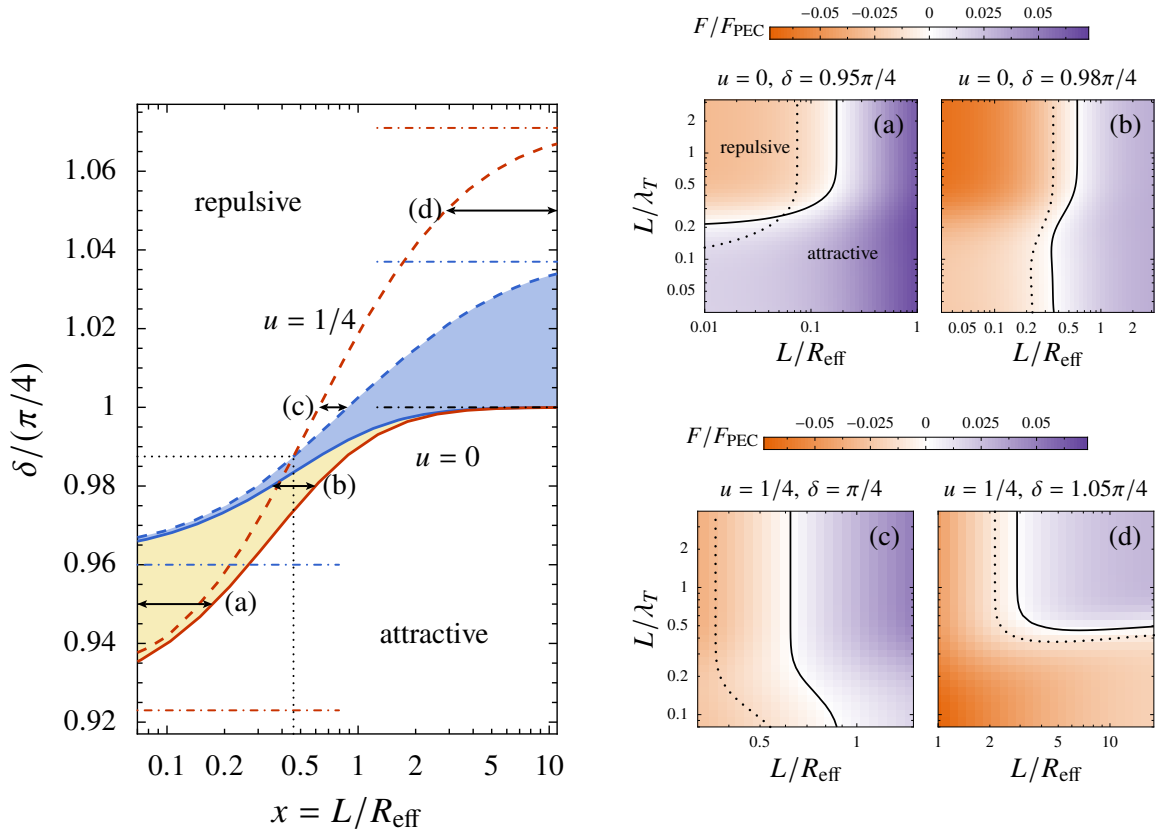 δ/(π/4)
1.06
1.04
1.02
1
0.98
0.96
0.94
0.92
repulsive
(d)
u = 1/4
(c)
u = 0
(b)
(a)
attractive
0.1 0.2 0.5 1 2 5 10
x = L/R_eff
F/F_PEC
-0.05 -0.025 0 0.025 0.05
u = 0, δ = 0.95π/4
(a)
repulsive
attractive
L/λ_T
2
1
0.5
0.2
0.1
0.05
0.01 0.1 1
L/R_eff
u = 0, δ = 0.98π/4
(b)
0.05 0.1 0.2 0.5 1 2
L/R_eff
F/F_PEC
-0.05 -0.025 0 0.025 0.05
u = 1/4, δ = π/4
(c)
L/λ_T
2
1
0.5
0.2
0.1
0.5 1
L/R_eff
u = 1/4, δ = 1.05π/4
(d)
1 2 5 10
L/R_eff